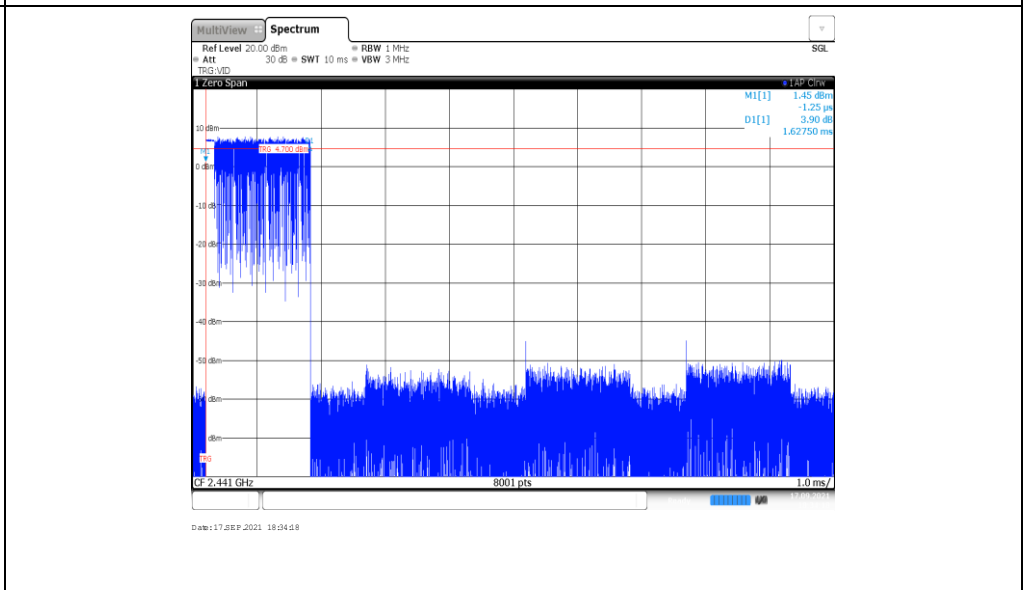 MultiView Spectrum
Ref Level 20.00 dBm RBW 1 MHz SGL
Att 30 dB SWT 10 ms VBW 3 MHz
TRG:VID
1 Zero Span 1AP Clrw
M1[1] 1.45 dBm
-1.25 µs
D1[1] 3.90 dB
1.62750 ms
10 dBm
M1
TRG 4.700 dBm
0 dBm
-10 dBm
-20 dBm
-30 dBm
-40 dBm
-50 dBm
dBm
dBm
TRG
CF 2.441 GHz 8001 pts 1.0 ms/
Date:17.SEP.2021 18:34:18